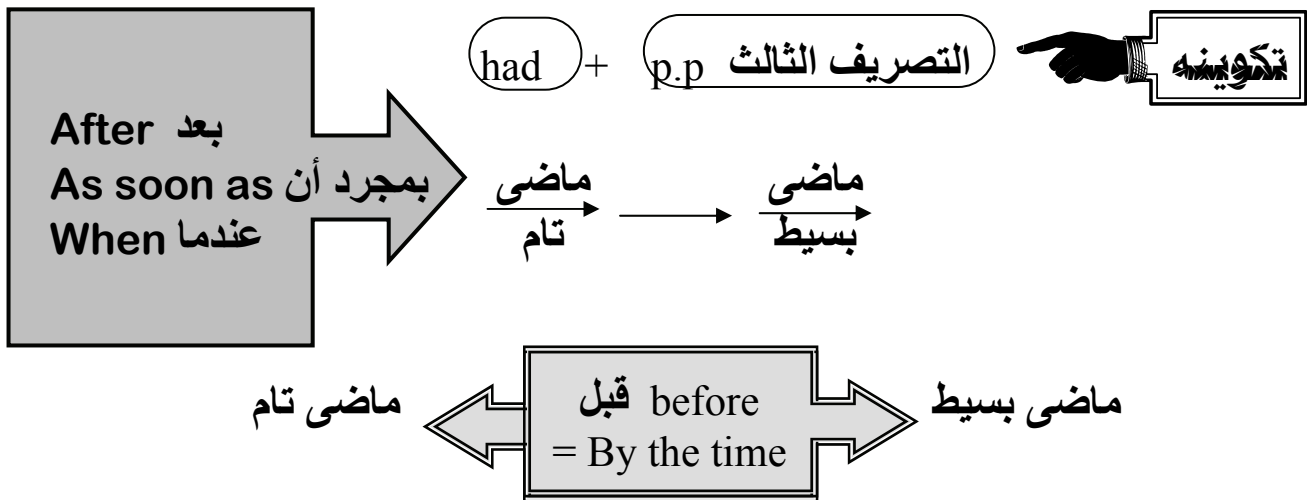 تكوينه
had + p.p التصريف الثالث
After بعد
As soon as بمجرد أن
When عندما
ماضى ماضى
تام بسيط
ماضى تام
قبل before
= By the time
ماضى بسيط